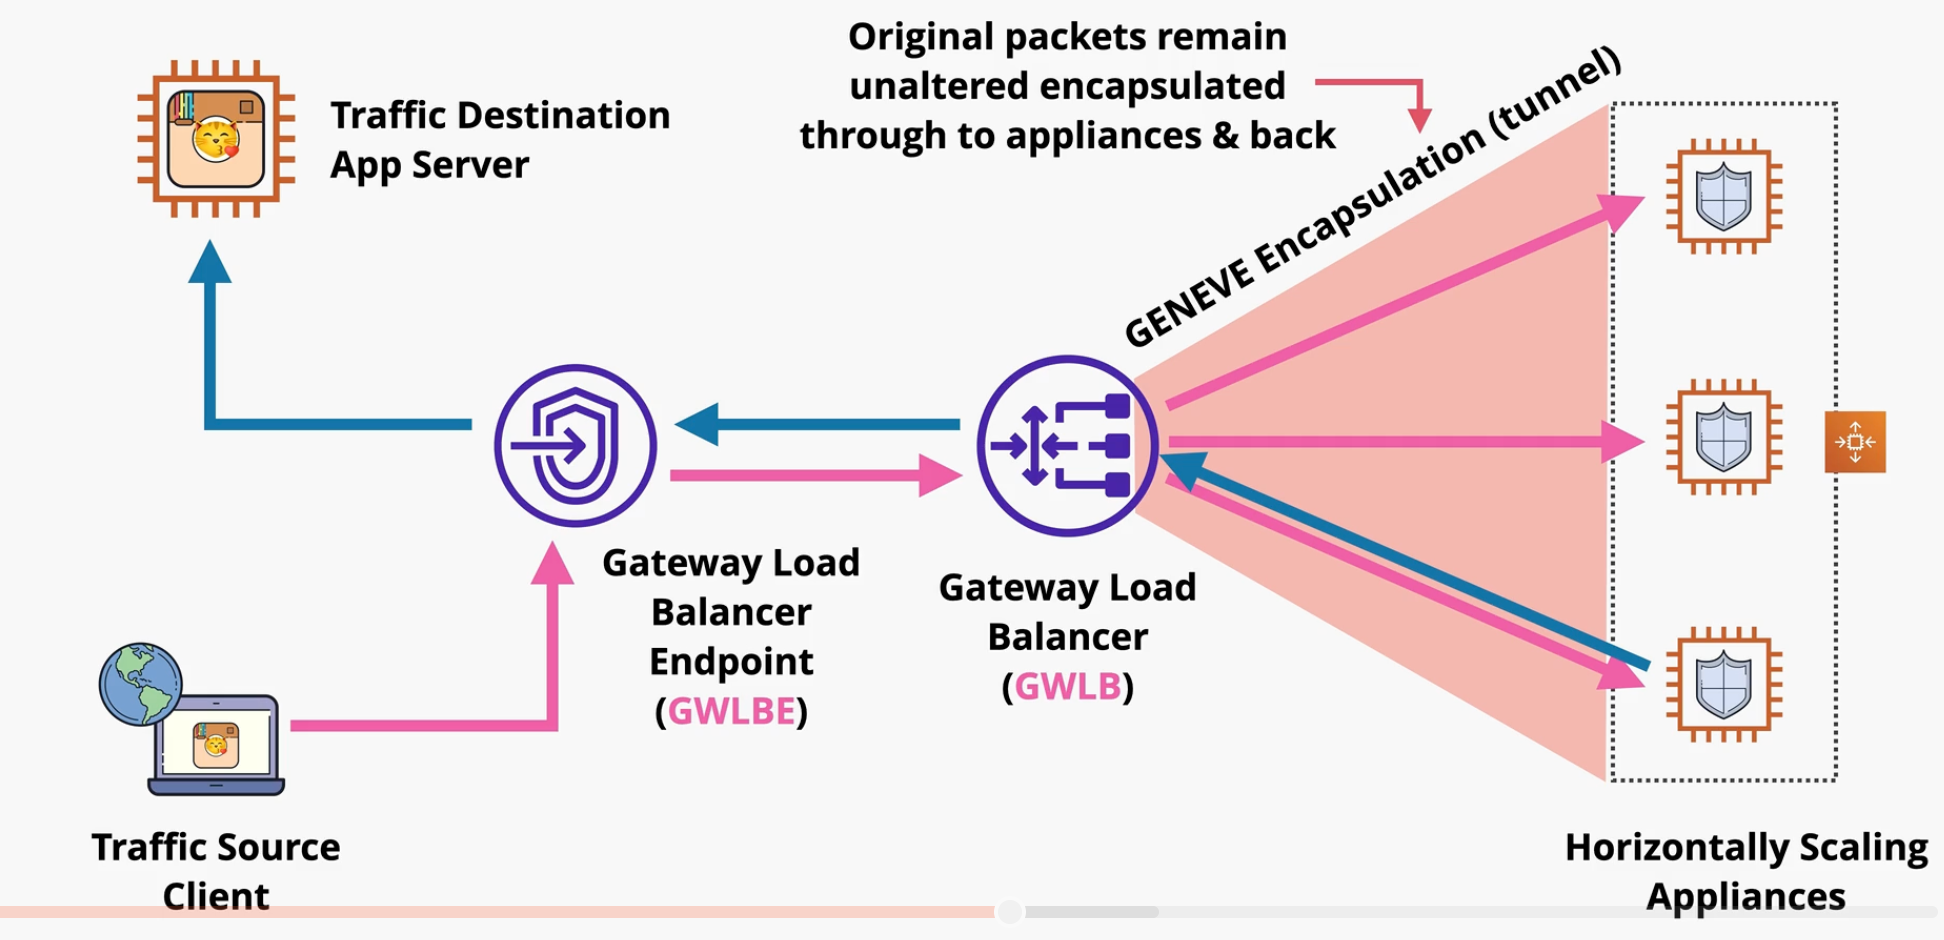 Original packets remain
unaltered encapsulated
through to appliances & back
GENEVE Encapsulation (tunnel)
Traffic Destination
App Server
Gateway Load
Balancer
Endpoint
(GWLBE)
Gateway Load
Balancer
(GWLB)
Traffic Source
Client
Horizontally Scaling
Appliances